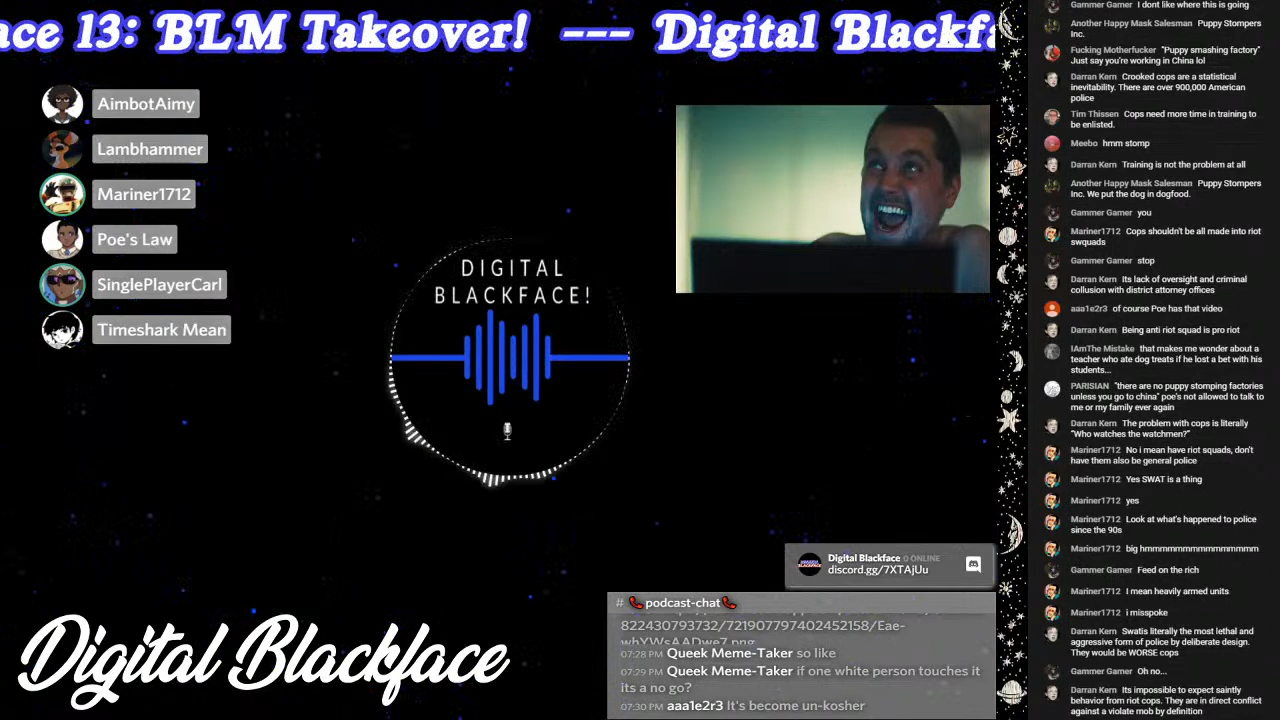 ace 13: BLM Takeover! --- Digital Blackfa
AimbotAimy
Lambhammer
Mariner1712
Poe's Law
SinglePlayerCarl
Timeshark Mean
DIGITAL
BLACKFACE!
Digital Blackface 0 ONLINE
discord.gg/7XTAjUu
# podcast-chat
822430793732/721907797402452158/Eae-
whYWsAADwe7.png
07:28 PM Queek Meme-Taker so like
07:29 PM Queek Meme-Taker if one white person touches it
its a no go?
07:30 PM aaa1e2r3 It's become un-kosher
Digital Blackface
Gammer Gamer I dont like where this is going
Another Happy Mask Salesman Puppy Stompers
Inc.
Fucking Motherfucker "Puppy smashing factory"
Just say you're working in China lol
Darran Kern Crooked cops are a statistical
inevitability. There are over 900,000 American
police
Tim Thissen Cops need more time in training to
be enlisted.
Meebo hmm stomp
Darran Kern Training is not the problem at all
Another Happy Mask Salesman Puppy Stompers
Inc. We put the dog in dogfood.
Gammer Gamer you
Mariner1712 Cops shouldn't be all made into riot
swquads
Gammer Gamer stop
Darran Kern Its lack of oversight and criminal
collusion with district attorney offices
aaa1e2r3 of course Poe has that video
Darran Kern Being anti riot squad is pro riot
IAmThe Mistake that makes me wonder about a
teacher who ate dog treats if he lost a bet with his
students...
PARISIAN "there are no puppy stomping factories
unless you go to china" poe's not allowed to talk to
me or my family ever again
Darran Kern The problem with cops is literally
"Who watches the watchmen?"
Mariner1712 No i mean have riot squads, don't
have them also be general police
Mariner1712 Yes SWAT is a thing
Mariner1712 yes
Mariner1712 Look at what's happened to police
since the 90s
Mariner1712 big hmmmmmmmmmmmmmm
Gammer Gamer Feed on the rich
Mariner1712 I mean heavily armed units
Mariner1712 i misspoke
Darran Kern Swatis literally the most lethal and
aggressive form of police by deliberate design.
They would be WORSE cops
Gammer Gamer Oh no...
Darran Kern Its impossible to expect saintly
behavior from riot cops. They are in direct conflict
against a violate mob by definition